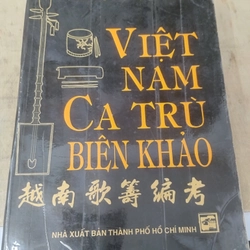 VIỆT
NAM
CA TRÙ
BIÊN KHẢO
越南歌籌編考
NHÀ XUẤT BẢN THÀNH PHỐ HỒ CHÍ MINH